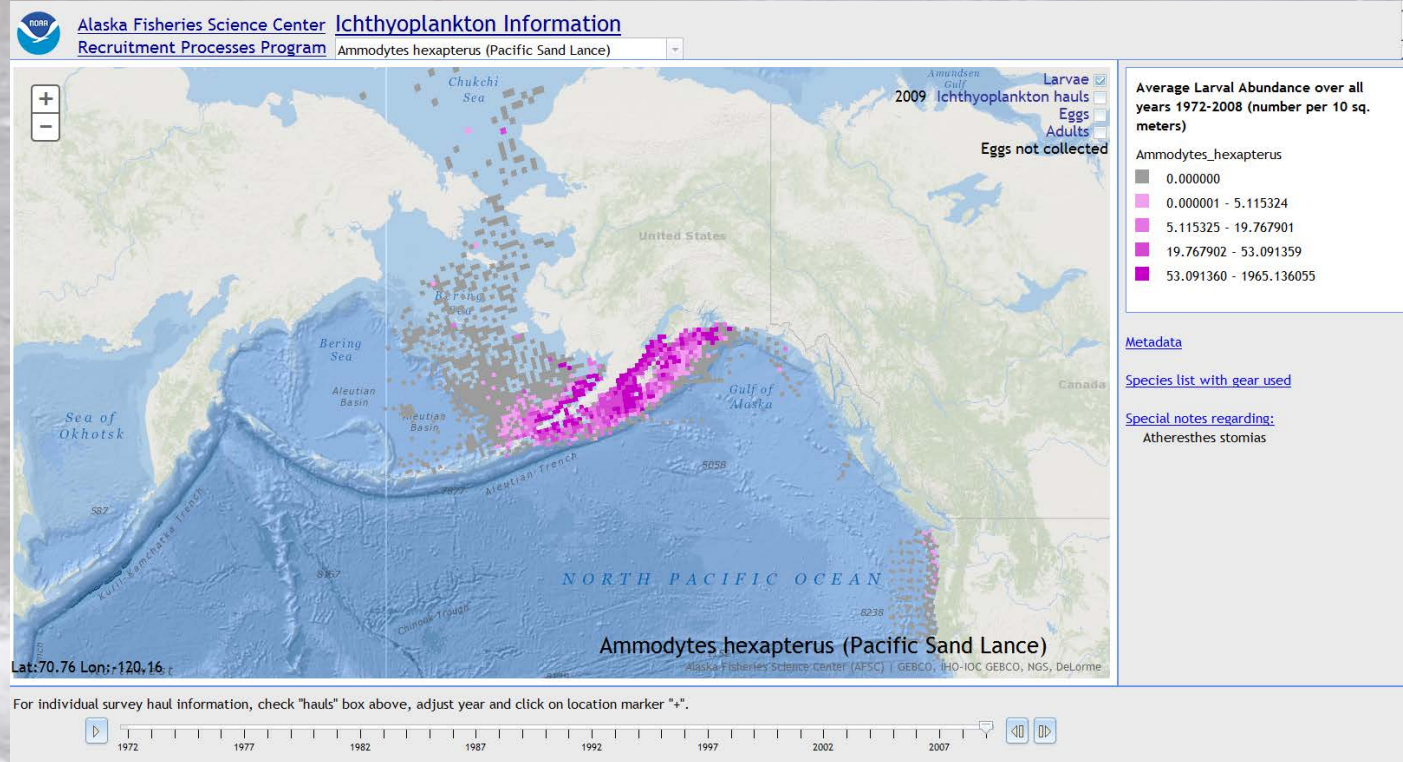 NOAA
Alaska Fisheries Science Center
Recruitment Processes Program
Ichthyoplankton Information
Ammodytes hexapterus (Pacific Sand Lance)
+
−
Larvae
2009 Ichthyoplankton hauls
Eggs
Adults
Eggs not collected
Amundsen
Gulf
Chukchi
Sea
United States
Bering
Sea
Bering
Sea
Aleutian
Basin
Aleutian
Basin
Gulf of
Alaska
Canada
Sea of
Okhotsk
5058
7822
Aleutian Trench
587
Kuril Kamchatka Trench
NORTH PACIFIC OCEAN
Chinook Trough
8238
Ammodytes hexapterus (Pacific Sand Lance)
Alaska Fisheries Science Center (AFSC) | GEBCO, IHO-IOC GEBCO, NGS, DeLorme
Lat:70.76 Lon:-120.16
Average Larval Abundance over all
years 1972-2008 (number per 10 sq.
meters)
Ammodytes_hexapterus
0.000000
0.000001 - 5.115324
5.115325 - 19.767901
19.767902 - 53.091359
53.091360 - 1965.136055
Metadata
Species list with gear used
Special notes regarding:
Atheresthes stomias
For individual survey haul information, check "hauls" box above, adjust year and click on location marker "+".
1972 1977 1982 1987 1992 1997 2002 2007